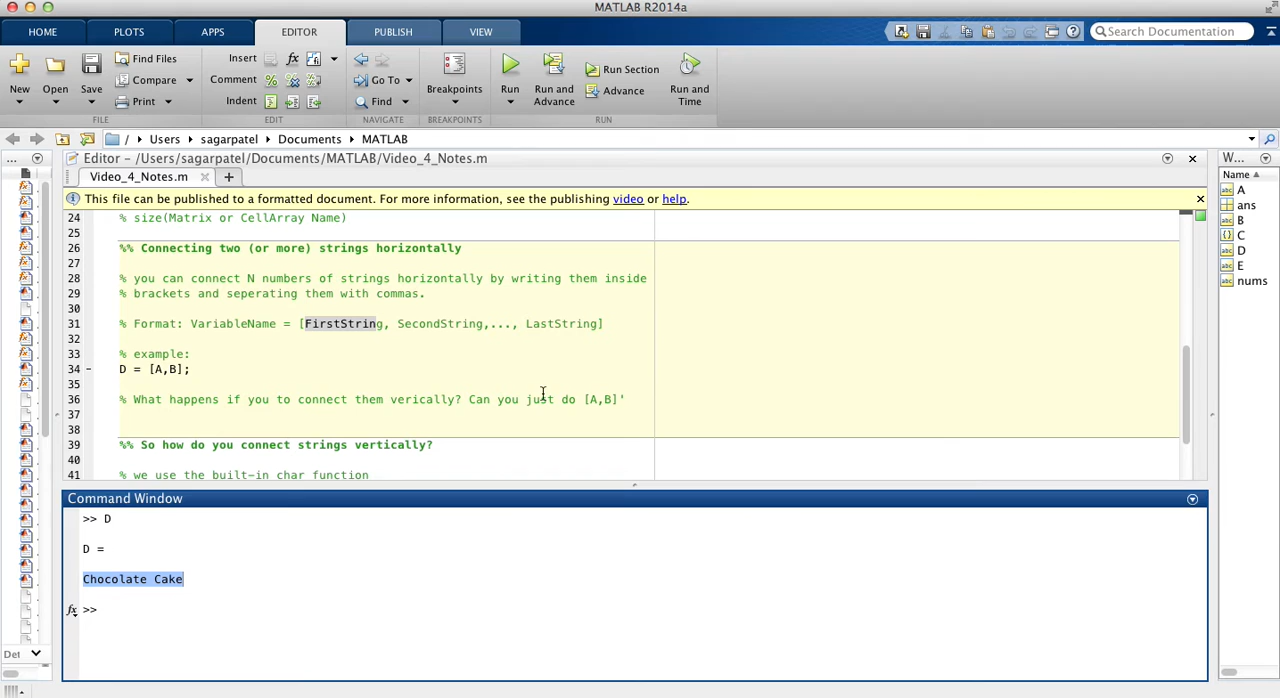 MATLAB R2014a
HOME PLOTS APPS EDITOR PUBLISH VIEW
Search Documentation
New Open Save Find Files Compare Print
Insert fx Comment Indent
Go To Find
Breakpoints
Run Run and Advance Run Section Advance Run and Time
FILE EDIT NAVIGATE BREAKPOINTS RUN
/ Users sagarpatel Documents MATLAB
... Editor - /Users/sagarpatel/Documents/MATLAB/Video_4_Notes.m W...
Video_4_Notes.m × +
This file can be published to a formatted document. For more information, see the publishing video or help.
24 % size(Matrix or CellArray Name)
25
26 %% Connecting two (or more) strings horizontally
27
28 % you can connect N numbers of strings horizontally by writing them inside
29 % brackets and seperating them with commas.
30
31 % Format: VariableName = [FirstString, SecondString,..., LastString]
32
33 % example:
34 - D = [A,B];
35
36 % What happens if you to connect them verically? Can you just do [A,B]'
37
38
39 %% So how do you connect strings vertically?
40
41 % we use the built-in char function
Command Window
>> D
D =
Chocolate Cake
fx >>
Name
A
ans
B
C
D
E
nums
Det